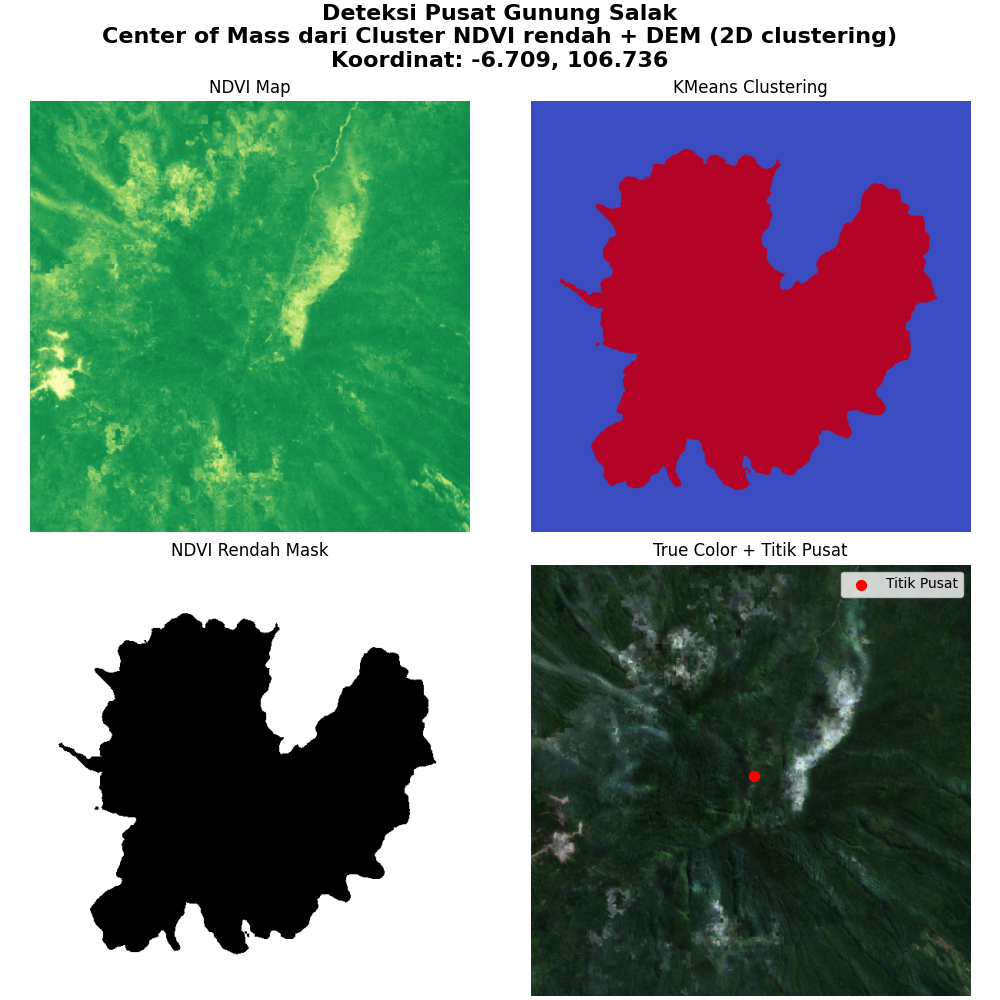 Deteksi Pusat Gunung Salak
Center of Mass dari Cluster NDVI rendah + DEM (2D clustering)
Koordinat: -6.709, 106.736
NDVI Map
KMeans Clustering
NDVI Rendah Mask
True Color + Titik Pusat
Titik Pusat